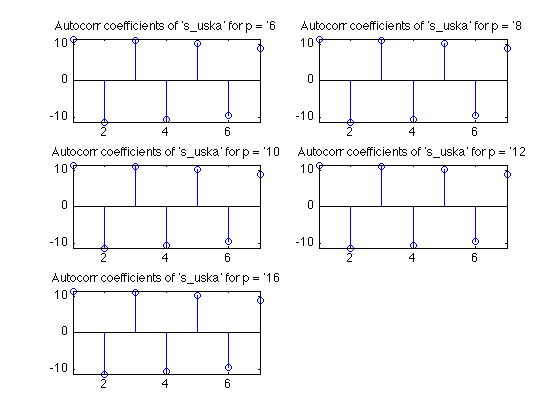 Autocorr coefficients of 's_uska' for p = '6
10
0
-10
2 4 6
Autocorr coefficients of 's_uska' for p = '8
10
0
-10
2 4 6
Autocorr coefficients of 's_uska' for p = '10
10
0
-10
2 4 6
Autocorr coefficients of 's_uska' for p = '12
10
0
-10
2 4 6
Autocorr coefficients of 's_uska' for p = '16
10
0
-10
2 4 6